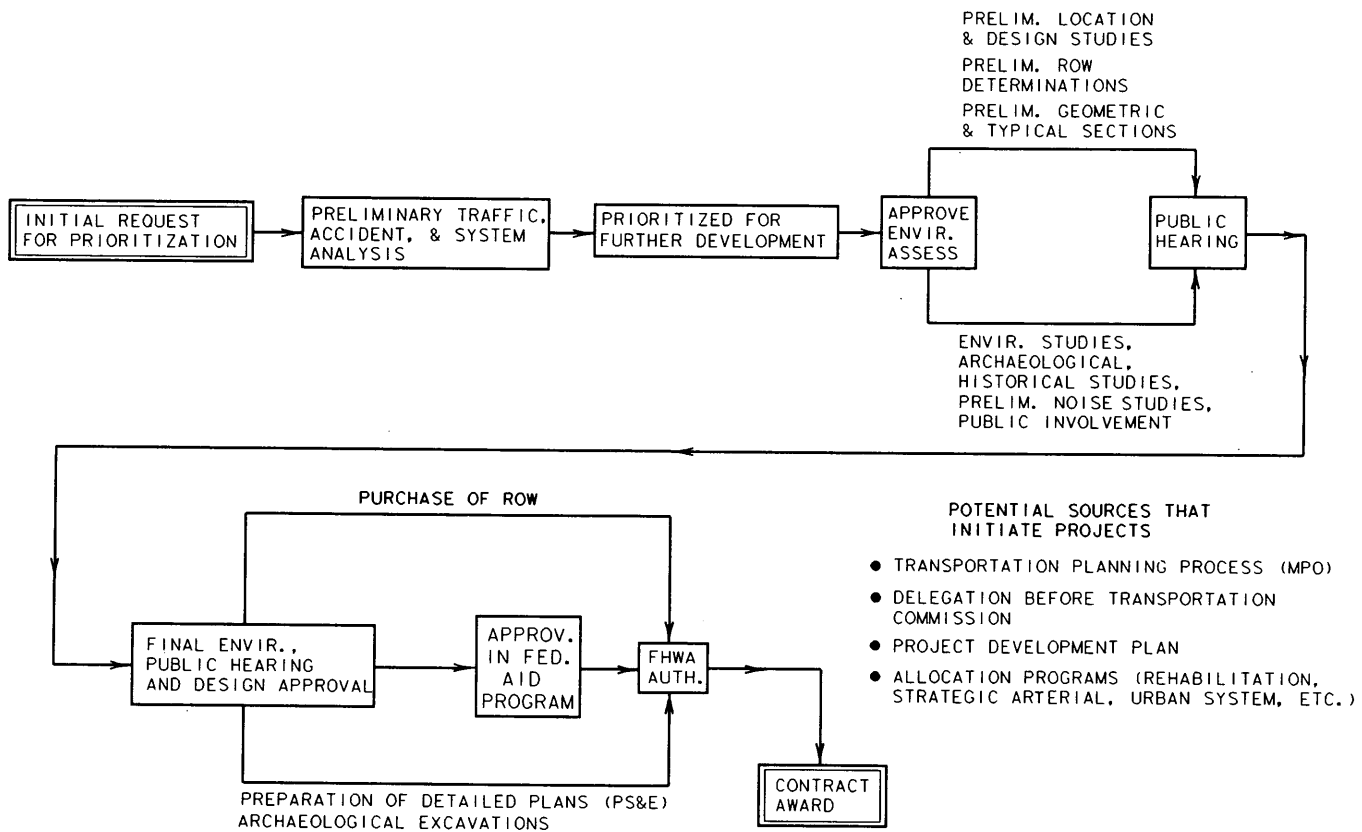 PRELIM. LOCATION
& DESIGN STUDIES
PRELIM. ROW
DETERMINATIONS
PRELIM. GEOMETRIC
& TYPICAL SECTIONS
INITIAL REQUEST
FOR PRIORITIZATION
PRELIMINARY TRAFFIC,
ACCIDENT, & SYSTEM
ANALYSIS
PRIORITIZED FOR
FURTHER DEVELOPMENT
APPROVE
ENVIR.
ASSESS
PUBLIC
HEARING
ENVIR. STUDIES,
ARCHAEOLOGICAL,
HISTORICAL STUDIES,
PRELIM. NOISE STUDIES,
PUBLIC INVOLVEMENT
PURCHASE OF ROW
FINAL ENVIR.,
PUBLIC HEARING
AND DESIGN APPROVAL
APPROV.
IN FED.
AID
PROGRAM
FHWA
AUTH.
PREPARATION OF DETAILED PLANS (PS&E)
ARCHAEOLOGICAL EXCAVATIONS
CONTRACT
AWARD
POTENTIAL SOURCES THAT
INITIATE PROJECTS
● TRANSPORTATION PLANNING PROCESS (MPO)
● DELEGATION BEFORE TRANSPORTATION
COMMISSION
● PROJECT DEVELOPMENT PLAN
● ALLOCATION PROGRAMS (REHABILITATION,
STRATEGIC ARTERIAL, URBAN SYSTEM, ETC.)